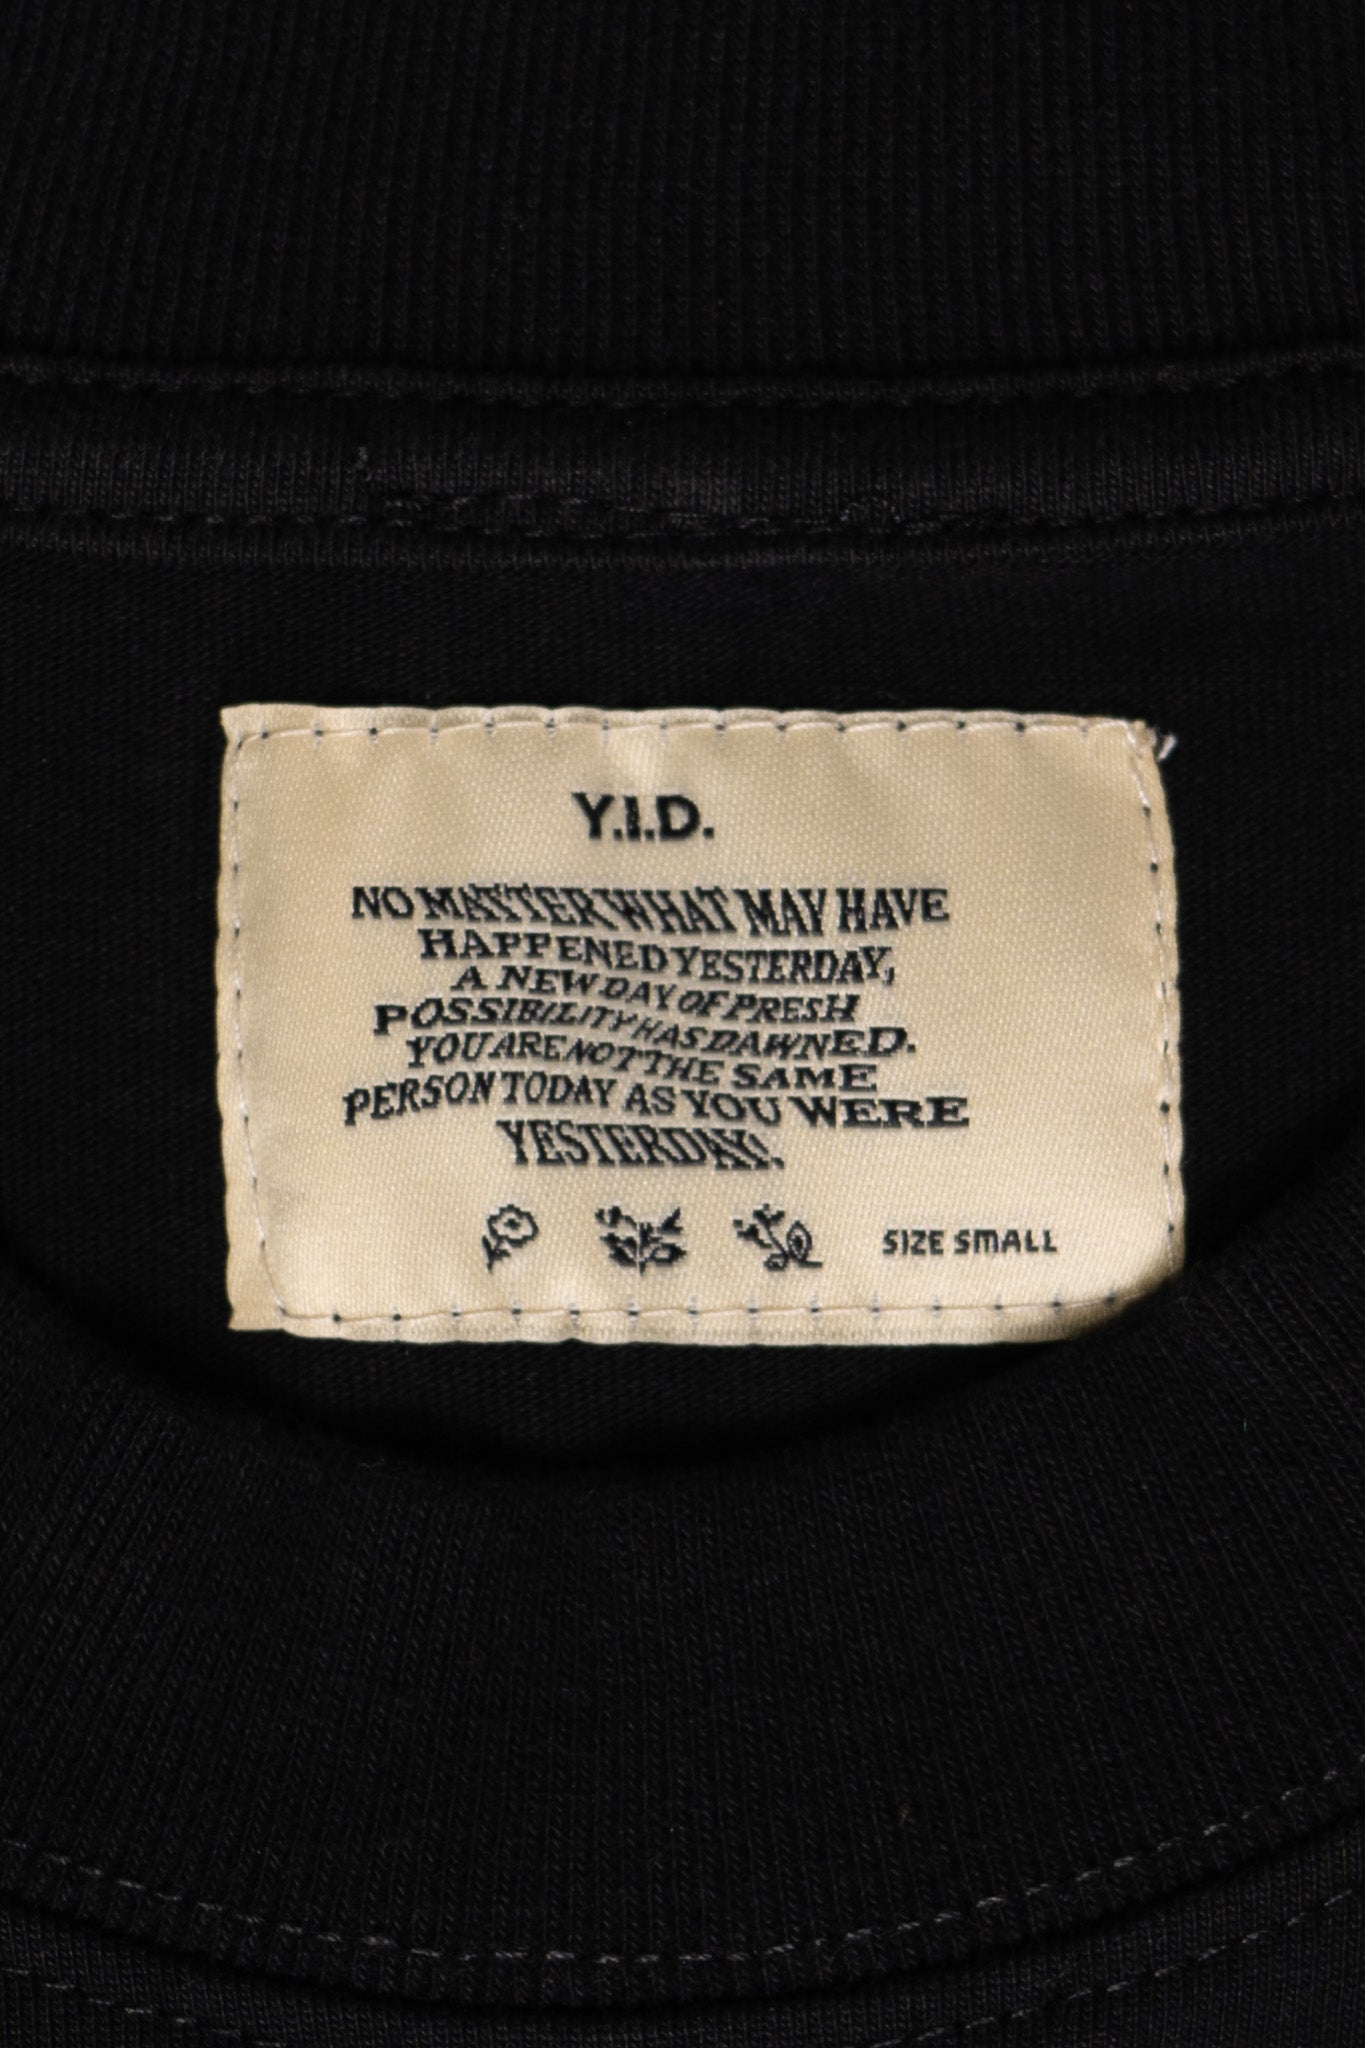 Y.I.D.
NO MATTER WHAT MAY HAVE
HAPPENED YESTERDAY,
A NEW DAY OF PRESH
POSSIBILITY HAS DAWNED.
YOU ARE NOT THE SAME
PERSON TODAY AS YOU WERE
YESTERDAY!.
SIZE SMALL